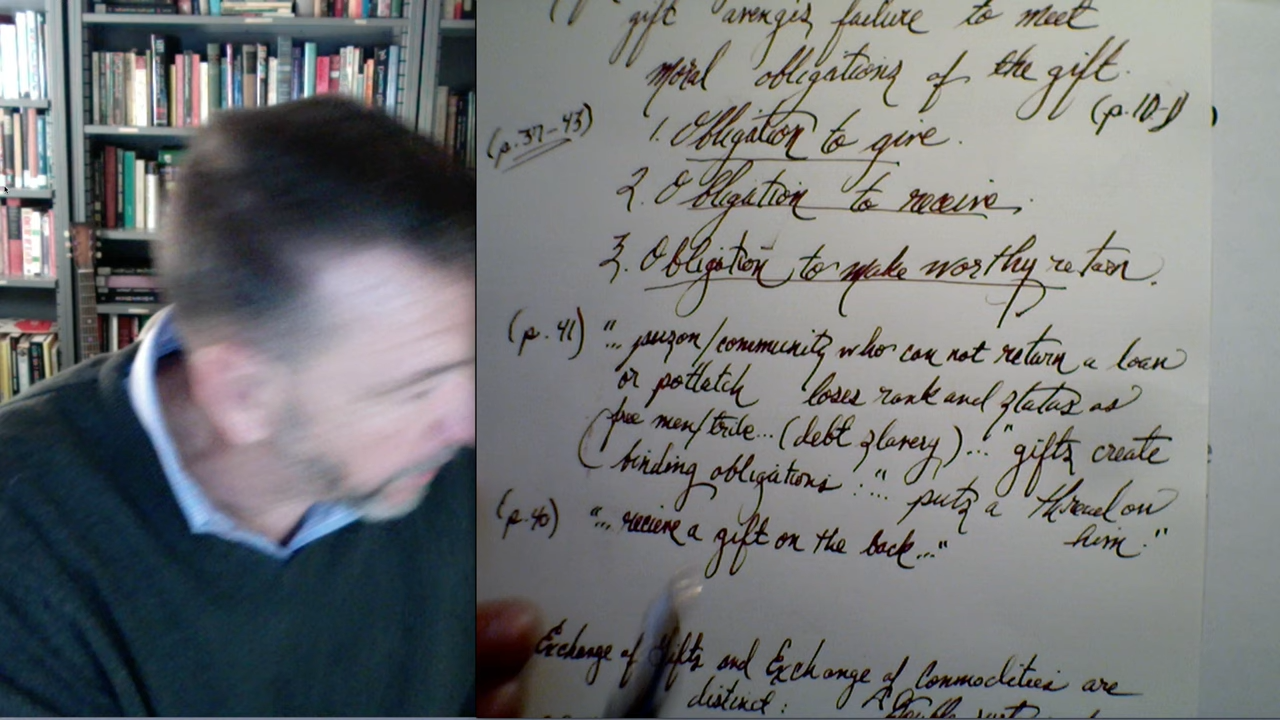 gift avenges failure to meet
moral obligations of the gift.
(p. 10-11)
(p. 37-43) 1. Obligation to give.
2. Obligation to receive.
3. Obligation to make worthy return.
(p. 41) "... person/community who can not return a loan
or potlatch loses rank and status as
free men/tribe... (debt slavery)..." gifts create
binding obligations : "... puts a thread on
him."
(p. 40) "... recieve a gift on the back..."
Exchange of Gifts and Exchange of Commodities are
distinct: